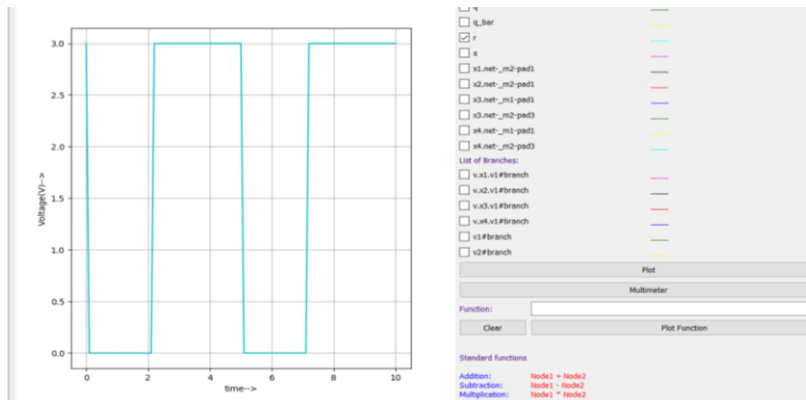 3.0
2.5
2.0
1.5
1.0
0.5
0.0
Voltage(V)-->
0 2 4 6 8 10
time-->
q_bar
r
s
x1.net-_m2-pad1
x2.net-_m2-pad1
x3.net-_m1-pad1
x3.net-_m2-pad3
x4.net-_m1-pad1
x4.net-_m2-pad3
List of Branches:
v.x1.v1#branch
v.x2.v1#branch
v.x3.v1#branch
v.x4.v1#branch
v1#branch
v2#branch
Plot
Multimeter
Function:
Clear Plot Function
Standard functions
Addition: Node1 + Node2
Subtraction: Node1 - Node2
Multiplication: Node1 * Node2